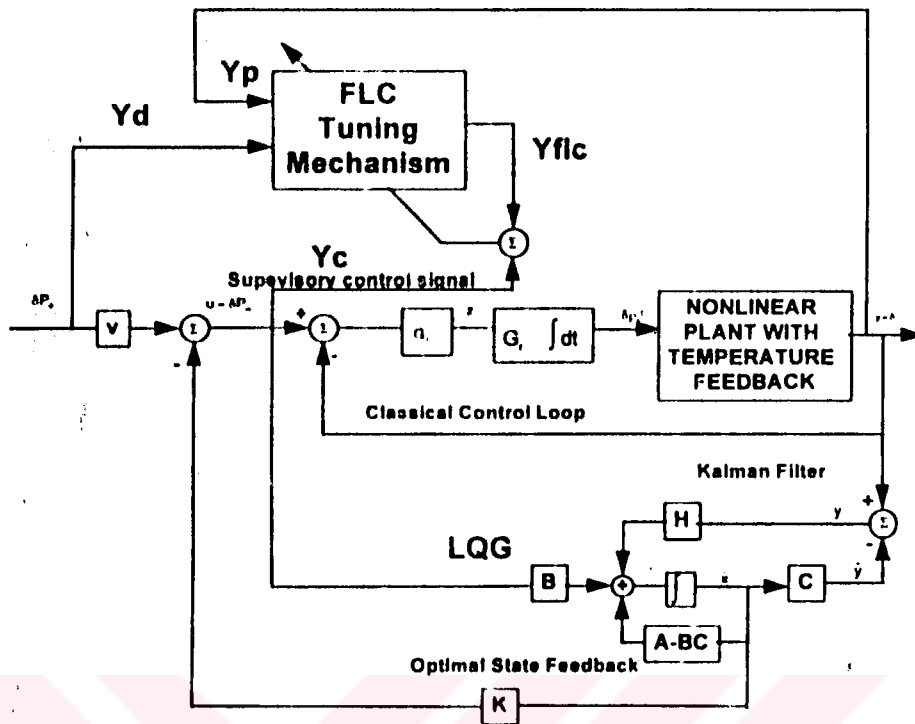 Yp
FLC
Tuning
Mechanism
Yd
Yflc
Σ
Yc
Supevisory control signal
V
Σ
+
Σ
-
-
G
∫dt
NONLINEAR
PLANT WITH
TEMPERATURE
FEEDBACK
Classical Control Loop
Kalman Filter
+
Σ
-
H
y
LQG
B
+
∫
C
ŷ
A-BC
Optimal State Feedback
K